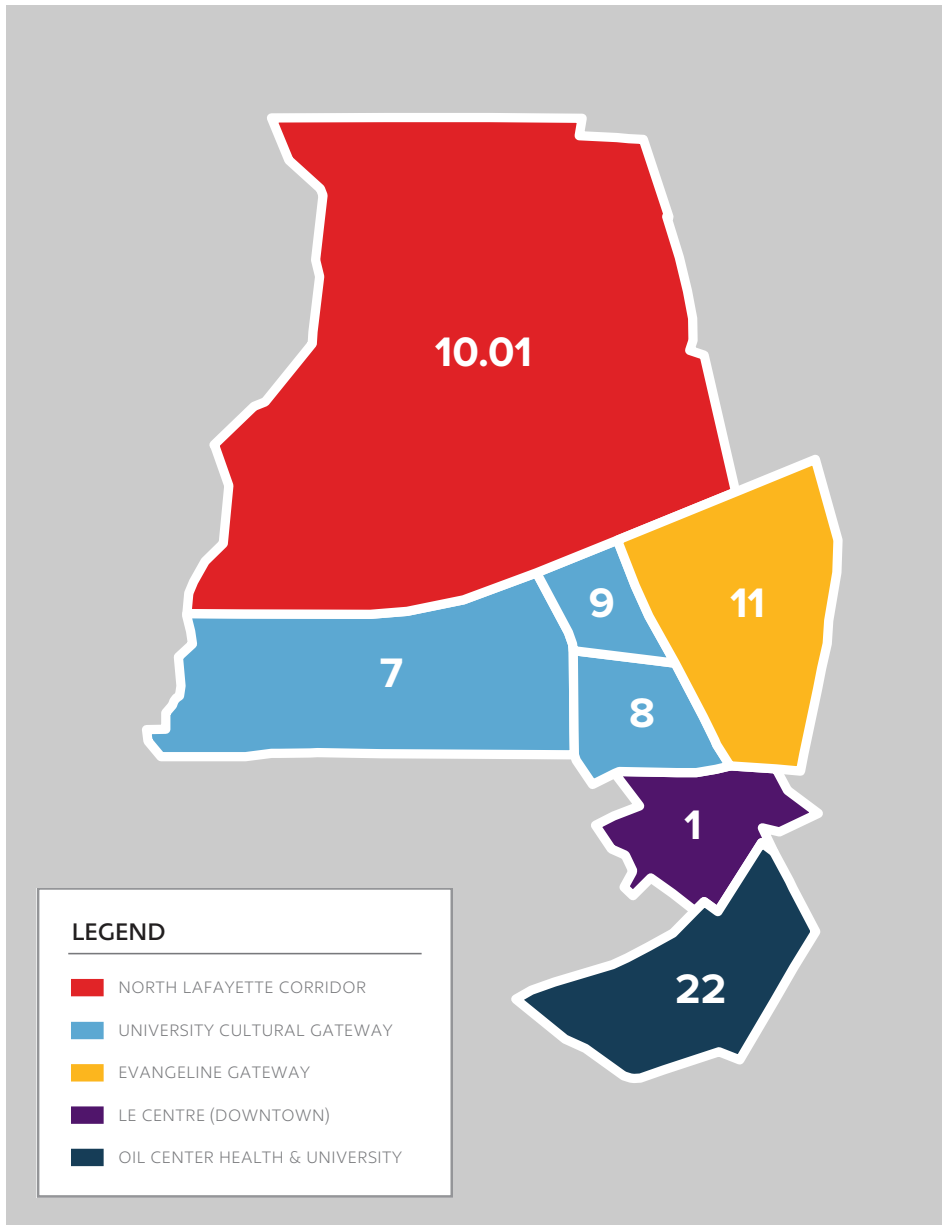 10.01
9
11
7
8
1
22
LEGEND
NORTH LAFAYETTE CORRIDOR
UNIVERSITY CULTURAL GATEWAY
EVANGELINE GATEWAY
LE CENTRE (DOWNTOWN)
OIL CENTER HEALTH & UNIVERSITY